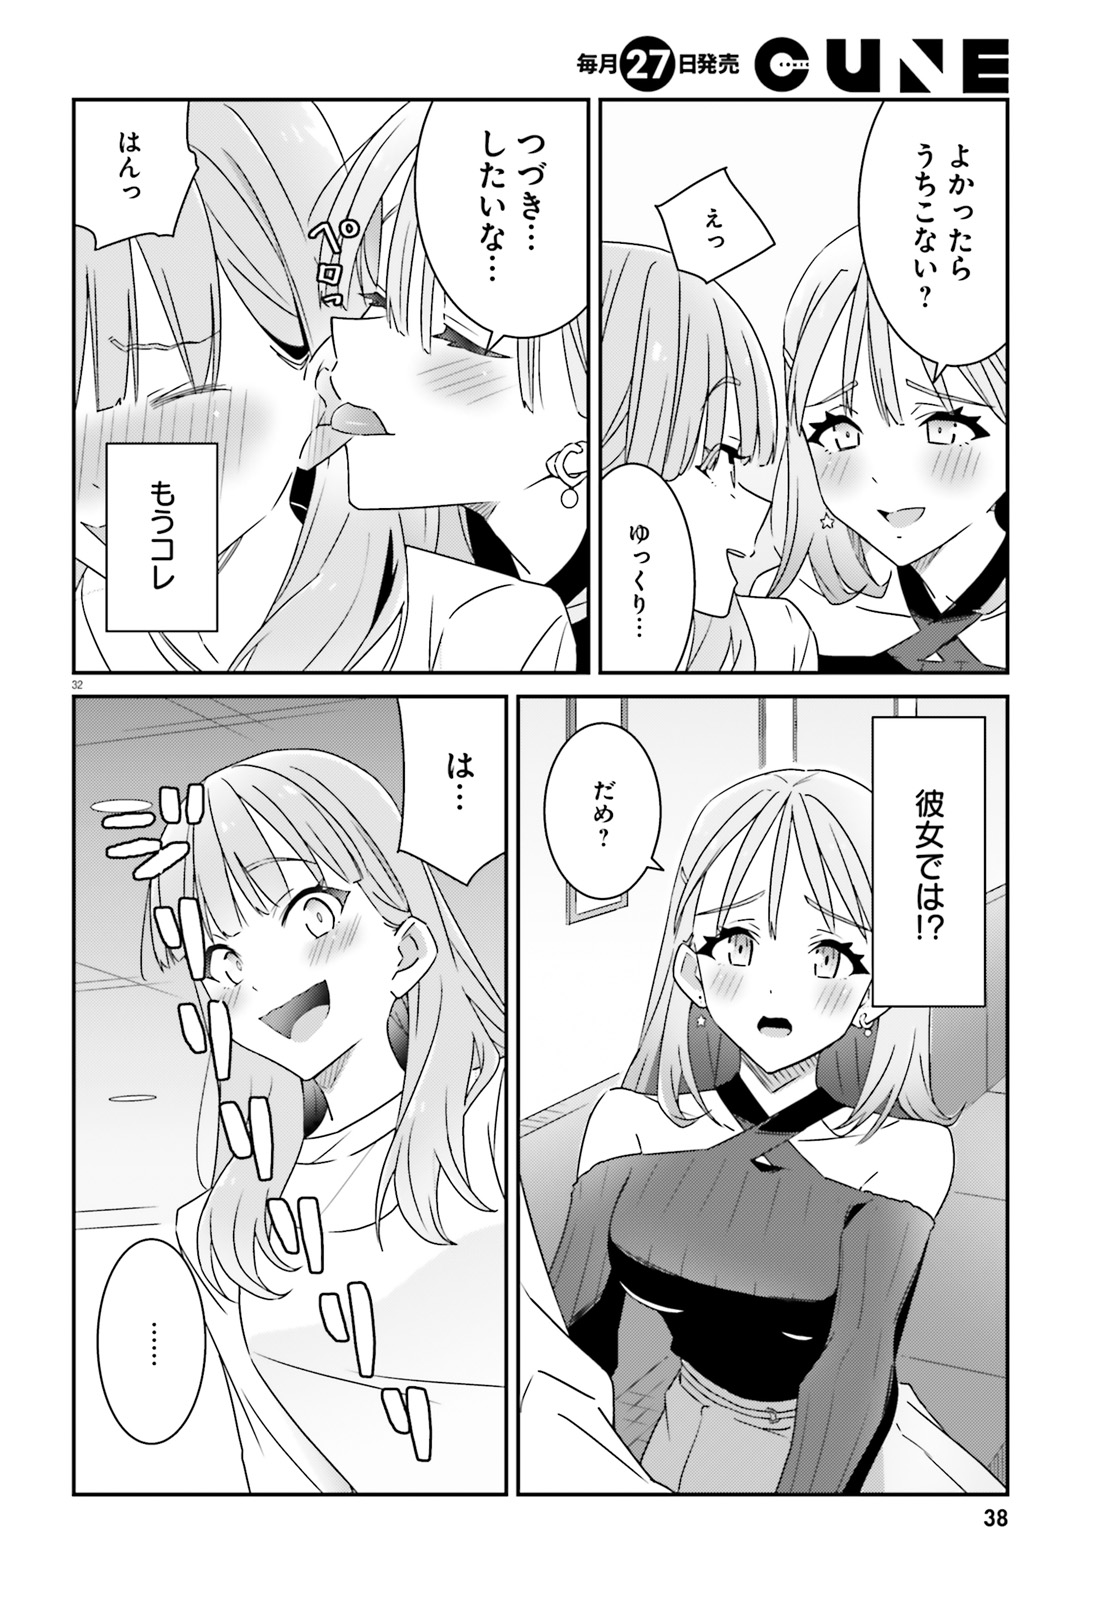 毎月27日発売 COMIC CUNE
よかったら
うちこない?
えっ
ゆっくり…
つづき…
したいな…
ペロっ
はんっ
もうコレ
32
彼女では!?
だめ?
は…
……
38